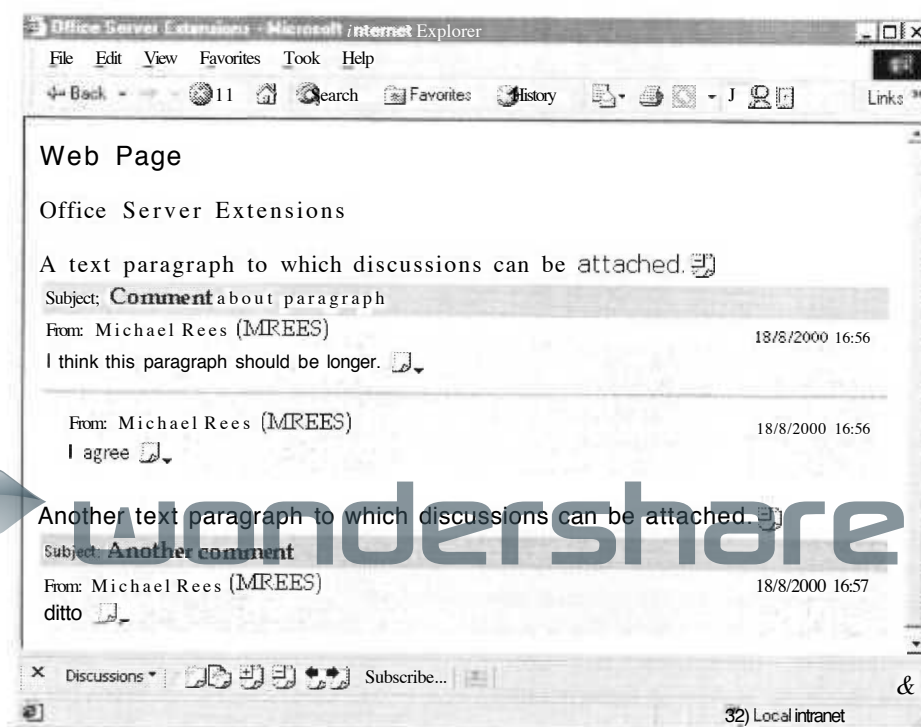 Office Server Extensions - Microsoft internet Explorer
File Edit View Favorites Took Help
Back 11 Search Favorites History J Links »
Web Page
Office Server Extensions
A text paragraph to which discussions can be attached.
Subject; Comment about paragraph
From: Michael Rees (MREES) 18/8/2000 16:56
I think this paragraph should be longer.
From: Michael Rees (MREES) 18/8/2000 16:56
I agree
wondershare
Another text paragraph to which discussions can be attached.
Subject: Another comment
From: Michael Rees (MREES) 18/8/2000 16:57
ditto
× Discussions Subscribe... &
32) Local intranet